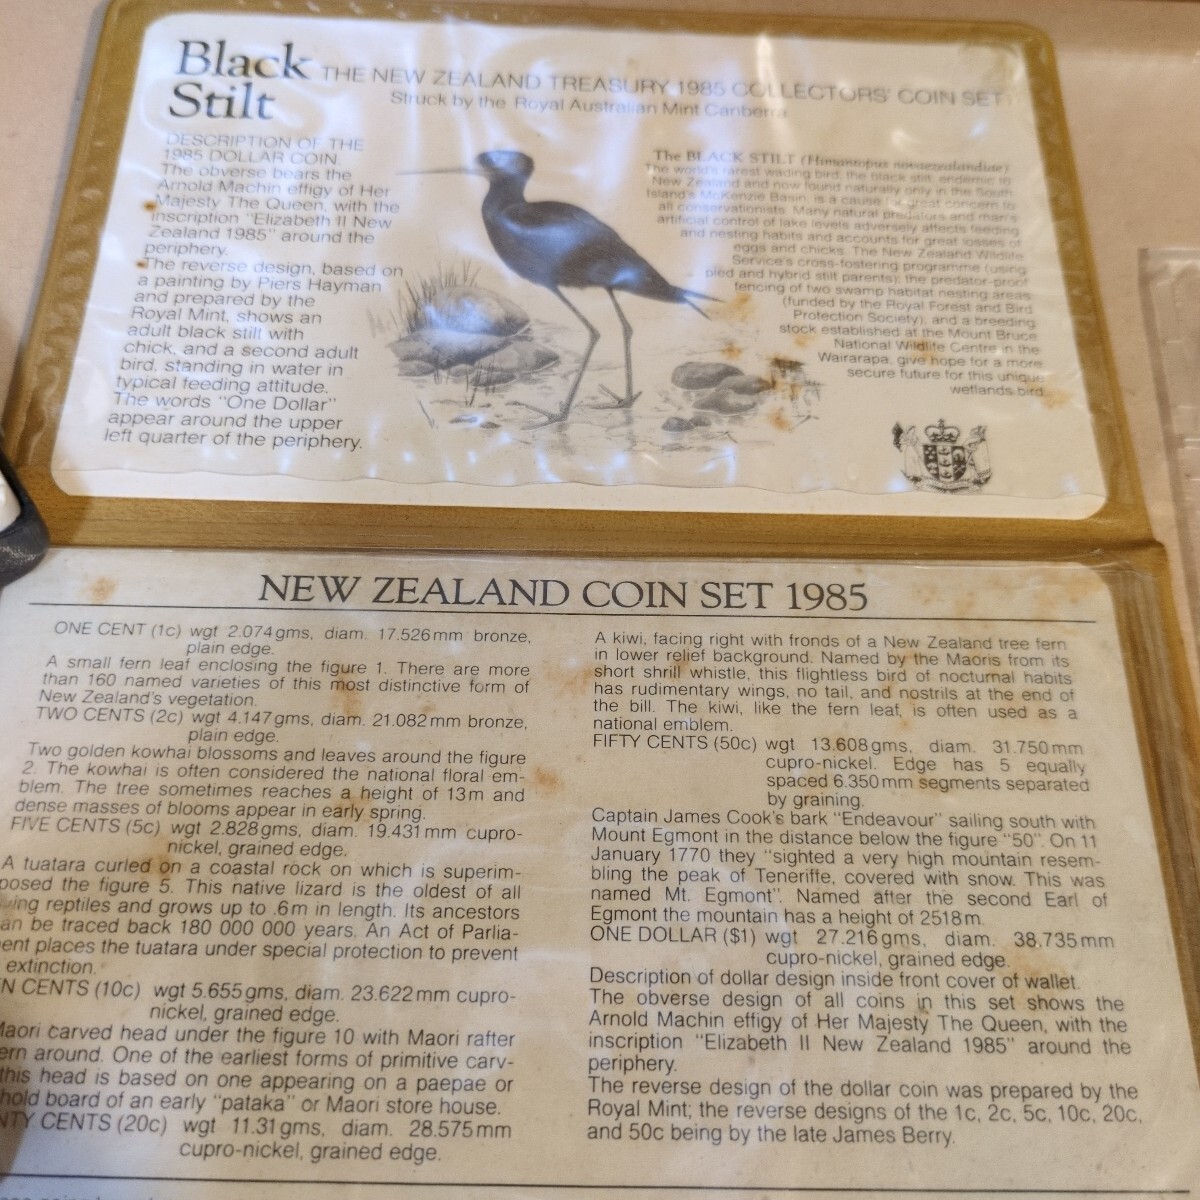 Black
Stilt
THE NEW ZEALAND TREASURY 1985 COLLECTORS' COIN SET
Struck by the Royal Australian Mint Canberra
DESCRIPTION OF THE
1985 DOLLAR COIN.
The obverse bears the
Arnold Machin effigy of Her
Majesty The Queen, with the
inscription "Elizabeth II New
Zealand 1985" around the
periphery.
The reverse design, based on
a painting by Piers Hayman
and prepared by the
Royal Mint, shows an
adult black stilt with
chick, and a second adult
bird, standing in water in
typical feeding attitude.
The words "One Dollar"
appear around the upper
left quarter of the periphery.
The BLACK STILT (Himantopus novaezealandiae)
The world's rarest wading bird, the black stilt, endemic to
New Zealand and now found naturally only in the South
Island's McKenzie Basin, is a cause for great concern to
all conservationists. Many natural predators and man's
artificial control of lake levels adversely affects feeding
and nesting habits and accounts for great losses of
eggs and chicks. The New Zealand Wildlife
Service's cross-fostering programme (using
pied and hybrid stilt parents); the predator-proof
fencing of two swamp habitat nesting areas
(funded by the Royal Forest and Bird
Protection Society); and a breeding
stock established at the Mount Bruce
National Wildlife Centre in the
Wairarapa, give hope for a more
secure future for this unique
wetlands bird.
NEW ZEALAND COIN SET 1985
ONE CENT (1c) wgt 2.074gms, diam. 17.526mm bronze,
plain edge.
A small fern leaf enclosing the figure 1. There are more
than 160 named varieties of this most distinctive form of
New Zealand's vegetation.
TWO CENTS (2c) wgt 4.147gms, diam. 21.082mm bronze,
plain edge.
Two golden kowhai blossoms and leaves around the figure
2. The kowhai is often considered the national floral em-
blem. The tree sometimes reaches a height of 13m and
dense masses of blooms appear in early spring.
FIVE CENTS (5c) wgt 2.828gms, diam. 19.431mm cupro-
nickel, grained edge.
A tuatara curled on a coastal rock on which is superim-
posed the figure 5. This native lizard is the oldest of all
ing reptiles and grows up to .6m in length. Its ancestors
an be traced back 180 000 000 years. An Act of Parlia-
ent places the tuatara under special protection to prevent
extinction.
N CENTS (10c) wgt 5.655gms, diam. 23.622mm cupro-
nickel, grained edge.
Maori carved head under the figure 10 with Maori rafter
ern around. One of the earliest forms of primitive carv-
this head is based on one appearing on a paepae or
hold board of an early "pataka" or Maori store house.
NTY CENTS (20c) wgt 11.31gms, diam. 28.575mm
cupro-nickel, grained edge.
A kiwi, facing right with fronds of a New Zealand tree fern
in lower relief background. Named by the Maoris from its
short shrill whistle, this flightless bird of nocturnal habits
has rudimentary wings, no tail, and nostrils at the end of
the bill. The kiwi, like the fern leaf, is often used as a
national emblem.
FIFTY CENTS (50c) wgt 13.608gms, diam. 31.750mm
cupro-nickel. Edge has 5 equally
spaced 6.350mm segments separated
by graining.
Captain James Cook's bark "Endeavour" sailing south with
Mount Egmont in the distance below the figure "50". On 11
January 1770 they "sighted a very high mountain resem-
bling the peak of Teneriffe, covered with snow. This was
named Mt. Egmont". Named after the second Earl of
Egmont the mountain has a height of 2518m.
ONE DOLLAR ($1) wgt 27.216gms, diam. 38.735mm
cupro-nickel, grained edge.
Description of dollar design inside front cover of wallet.
The obverse design of all coins in this set shows the
Arnold Machin effigy of Her Majesty The Queen, with the
inscription "Elizabeth II New Zealand 1985" around the
periphery.
The reverse design of the dollar coin was prepared by the
Royal Mint; the reverse designs of the 1c, 2c, 5c, 10c, 20c,
and 50c being by the late James Berry.